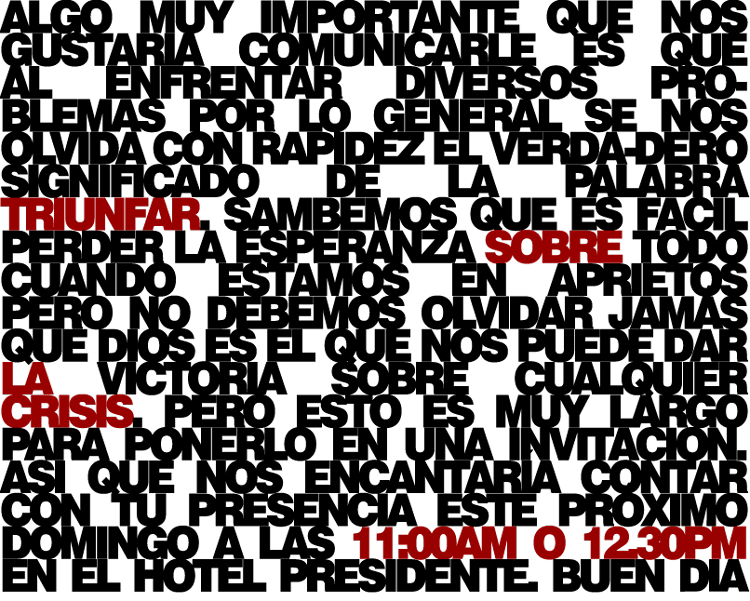 ALGO MUY IMPORTANTE QUE NOS
GUSTARIA COMUNICARLE ES QUE
AL ENFRENTAR DIVERSOS PRO-
BLEMAS POR LO GENERAL SE NOS
OLVIDA CON RAPIDEZ EL VERDA-DERO
SIGNIFICADO DE LA PALABRA
TRIUNFAR. SAMBEMOS QUE ES FACIL
PERDER LA ESPERANZA SOBRE TODO
CUANDO ESTAMOS EN APRIETOS
PERO NO DEBEMOS OLVIDAR JAMAS
QUE DIOS ES EL QUE NOS PUEDE DAR
LA VICTORIA SOBRE CUALQUIER
CRISIS. PERO ESTO ES MUY LARGO
PARA PONERLO EN UNA INVITACION.
ASI QUE NOS ENCANTARIA CONTAR
CON TU PRESENCIA ESTE PROXIMO
DOMINGO A LAS 11:00AM O 12.30PM
EN EL HOTEL PRESIDENTE. BUEN DIA